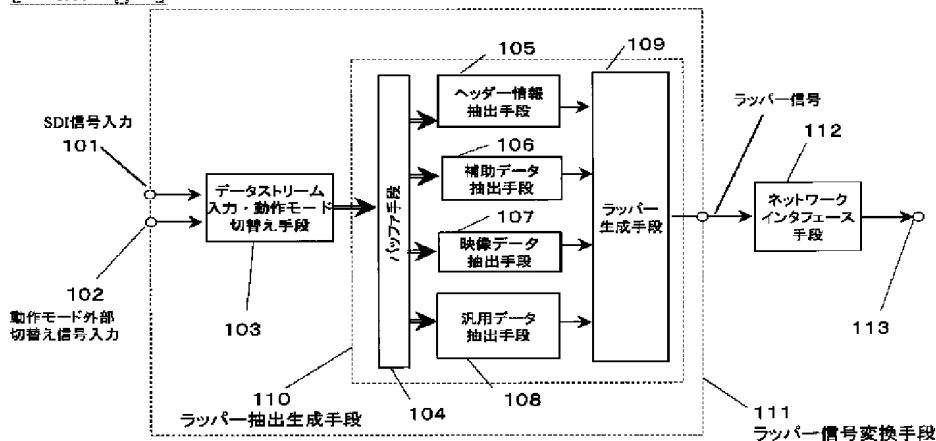 SDI信号入力
101
102
動作モード外部
切替え信号入力
データストリーム
入力・動作モード
切替え手段
103
バッファ手段
104
105
ヘッダー情報
抽出手段
106
補助データ
抽出手段
107
映像データ
抽出手段
汎用データ
抽出手段
108
109
ラッパー
生成手段
110
ラッパー抽出生成手段
ラッパー信号
112
ネットワーク
インタフェース
手段
113
111
ラッパー信号変換手段